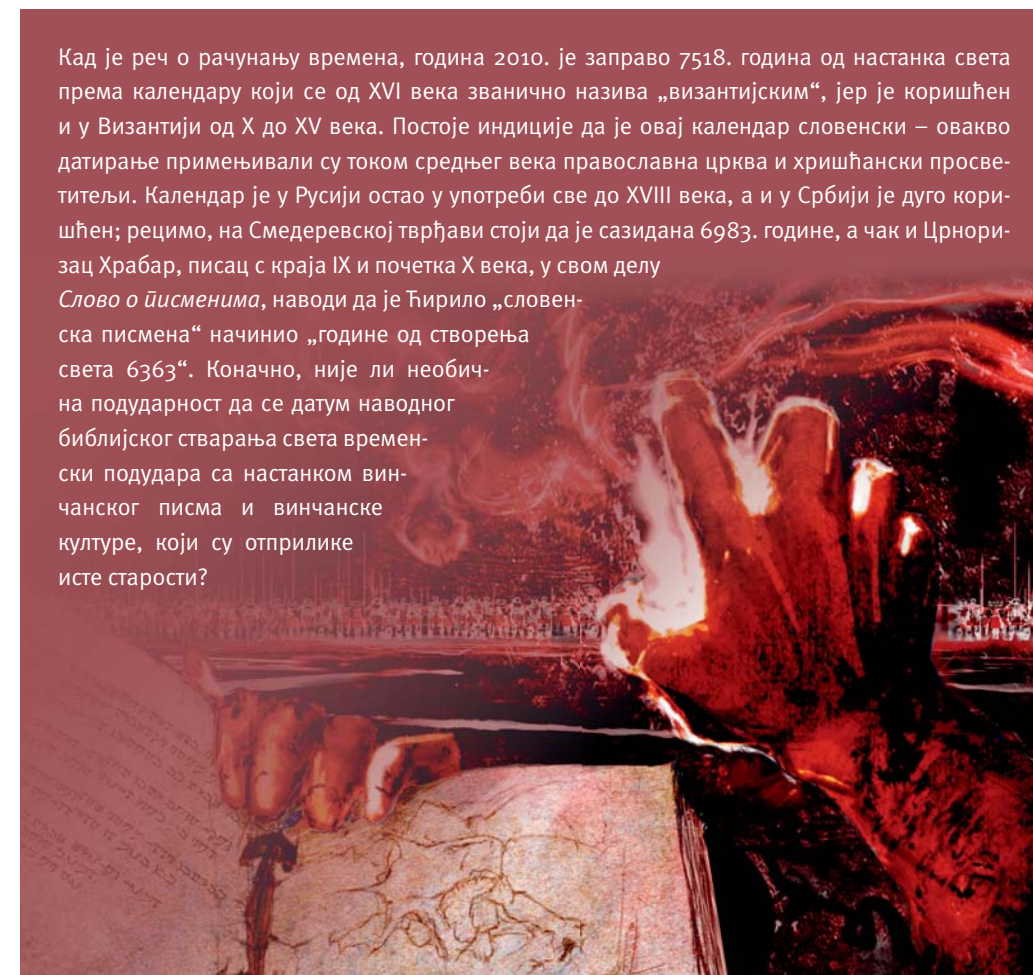 Кад је реч о рачунању времена, година 2010. је заправо 7518. година од настанка света
према календару који се од XVI века званично назива „византијским“, јер је коришћен
и у Византији од X до XV века. Постоје индиције да је овај календар словенски – овакво
датирање примењивали су током средњег века православна црква и хришћански просве-
титељи. Календар је у Русији остао у употреби све до XVIII века, а и у Србији је дуго кори-
шћен; рецимо, на Смедеревској тврђави стоји да је сазидана 6983. године, а чак и Црнори-
зац Храбар, писац с краја IX и почетка X века, у свом делу
Слово о писменима, наводи да је Ћирило „словен-
ска писмена“ начинио „године од створења
света 6363“. Коначно, није ли необич-
на подударност да се датум наводног
библијског стварања света времен-
ски подудара са настанком вин-
чанског писма и винчанске
културе, који су отприлике
исте старости?